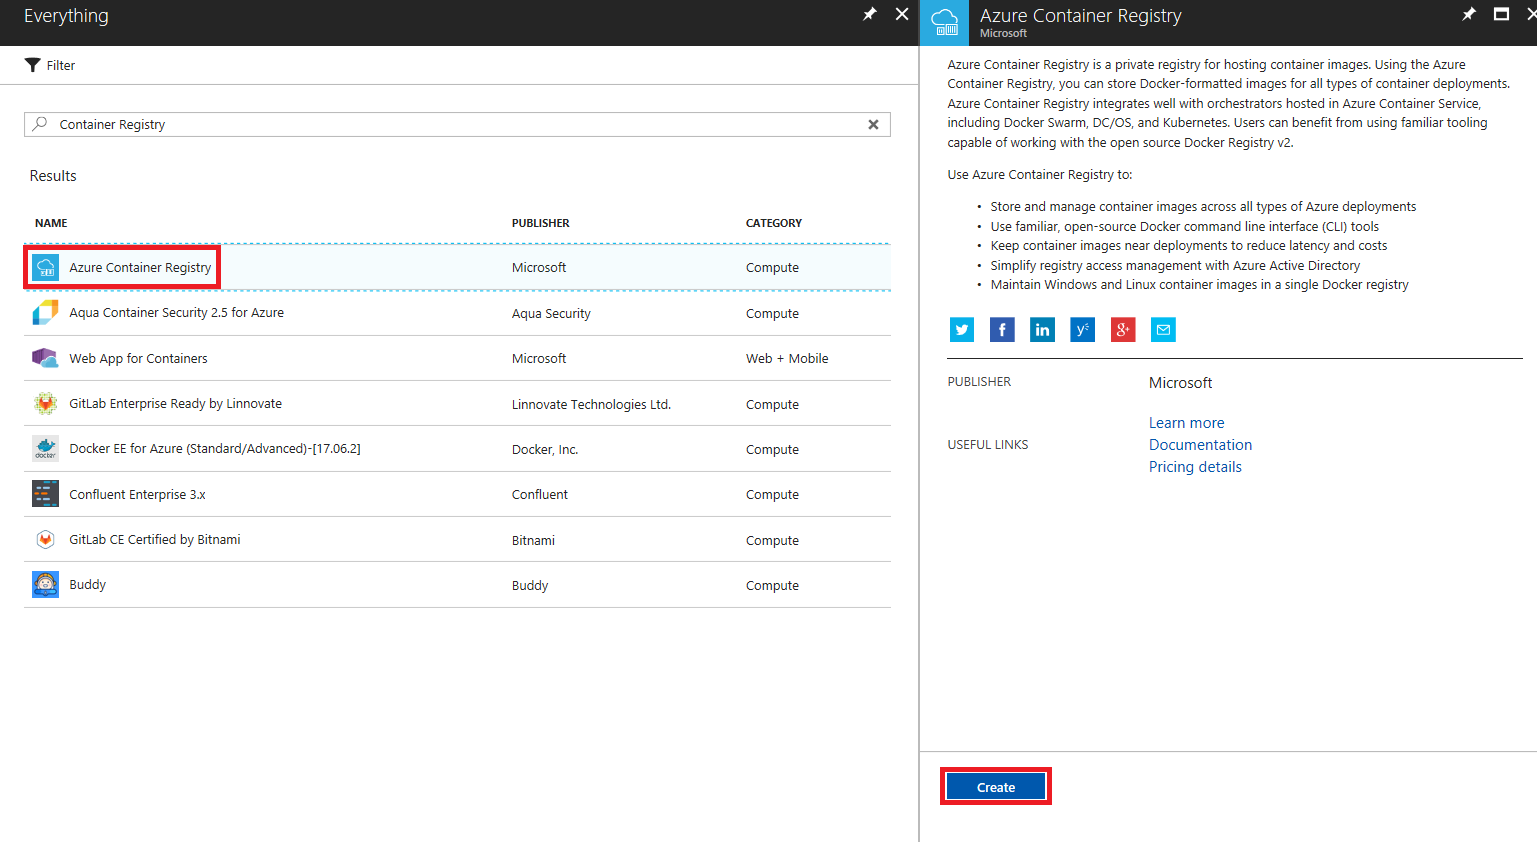 Everything
Filter
Container Registry
Results
NAME PUBLISHER CATEGORY
Azure Container Registry Microsoft Compute
Aqua Container Security 2.5 for Azure Aqua Security Compute
Web App for Containers Microsoft Web + Mobile
GitLab Enterprise Ready by Linnovate Linnovate Technologies Ltd. Compute
docker Docker EE for Azure (Standard/Advanced)-[17.06.2] Docker, Inc. Compute
Confluent Enterprise 3.x Confluent Compute
GitLab CE Certified by Bitnami Bitnami Compute
Buddy Buddy Compute
Azure Container Registry
Microsoft
Azure Container Registry is a private registry for hosting container images. Using the Azure
Container Registry, you can store Docker-formatted images for all types of container deployments.
Azure Container Registry integrates well with orchestrators hosted in Azure Container Service,
including Docker Swarm, DC/OS, and Kubernetes. Users can benefit from using familiar tooling
capable of working with the open source Docker Registry v2.
Use Azure Container Registry to:
• Store and manage container images across all types of Azure deployments
• Use familiar, open-source Docker command line interface (CLI) tools
• Keep container images near deployments to reduce latency and costs
• Simplify registry access management with Azure Active Directory
• Maintain Windows and Linux container images in a single Docker registry
f in y g+
PUBLISHER Microsoft
USEFUL LINKS
Learn more
Documentation
Pricing details
Create